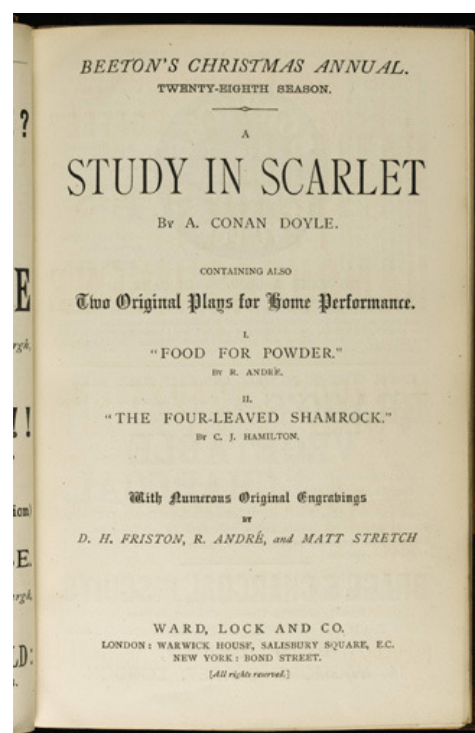 BEETON'S CHRISTMAS ANNUAL.
TWENTY-EIGHTH SEASON.
A
STUDY IN SCARLET
BY A. CONAN DOYLE.
CONTAINING ALSO
Two Original Plays for Home Performance.
I.
"FOOD FOR POWDER."
BY R. ANDRÉ.
II.
"THE FOUR-LEAVED SHAMROCK."
BY C. J. HAMILTON.
With Numerous Original Engravings
BY
D. H. FRISTON, R. ANDRÉ, and MATT STRETCH
WARD, LOCK AND CO.
LONDON: WARWICK HOUSE, SALISBURY SQUARE, E.C.
NEW YORK: BOND STREET.
[All rights reserved.]